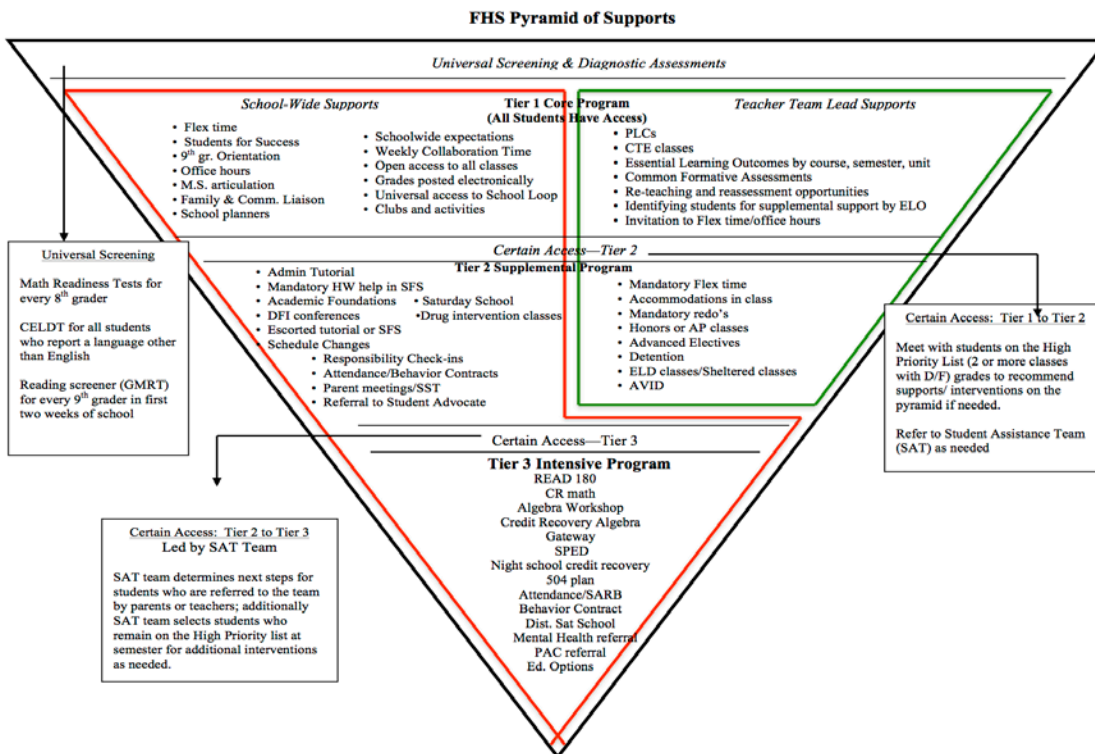 FHS Pyramid of Supports
Universal Screening & Diagnostic Assessments
School-Wide Supports
Tier 1 Core Program
(All Students Have Access)
Teacher Team Lead Supports
• Flex time
• Students for Success
• 9th gr. Orientation
• Office hours
• M.S. articulation
• Family & Comm. Liaison
• School planners
• Schoolwide expectations
• Weekly Collaboration Time
• Open access to all classes
• Grades posted electronically
• Universal access to School Loop
• Clubs and activities
• PLCs
• CTE classes
• Essential Learning Outcomes by course, semester, unit
• Common Formative Assessments
• Re-teaching and reassessment opportunities
• Identifying students for supplemental support by ELO
• Invitation to Flex time/office hours
Universal Screening
Math Readiness Tests for
every 8th grader
CELDT for all students
who report a language other
than English
Reading screener (GMRT)
for every 9th grader in first
two weeks of school
Certain Access—Tier 2
Tier 2 Supplemental Program
• Admin Tutorial
• Mandatory HW help in SFS
• Academic Foundations
• DFI conferences
• Escorted tutorial or SFS
• Schedule Changes
• Saturday School
•Drug intervention classes
• Responsibility Check-ins
• Attendance/Behavior Contracts
• Parent meetings/SST
• Referral to Student Advocate
• Mandatory Flex time
• Accommodations in class
• Mandatory redo's
• Honors or AP classes
• Advanced Electives
• Detention
• ELD classes/Sheltered classes
• AVID
Certain Access: Tier 1 to Tier 2
Meet with students on the High
Priority List (2 or more classes
with D/F) grades to recommend
supports/ interventions on the
pyramid if needed.
Refer to Student Assistance Team
(SAT) as needed
Certain Access—Tier 3
Tier 3 Intensive Program
READ 180
CR math
Algebra Workshop
Credit Recovery Algebra
Gateway
SPED
Night school credit recovery
504 plan
Attendance/SARB
Behavior Contract
Dist. Sat School
Mental Health referral
PAC referral
Ed. Options
Certain Access: Tier 2 to Tier 3
Led by SAT Team
SAT team determines next steps for
students who are referred to the team
by parents or teachers; additionally
SAT team selects students who
remain on the High Priority list at
semester for additional interventions
as needed.